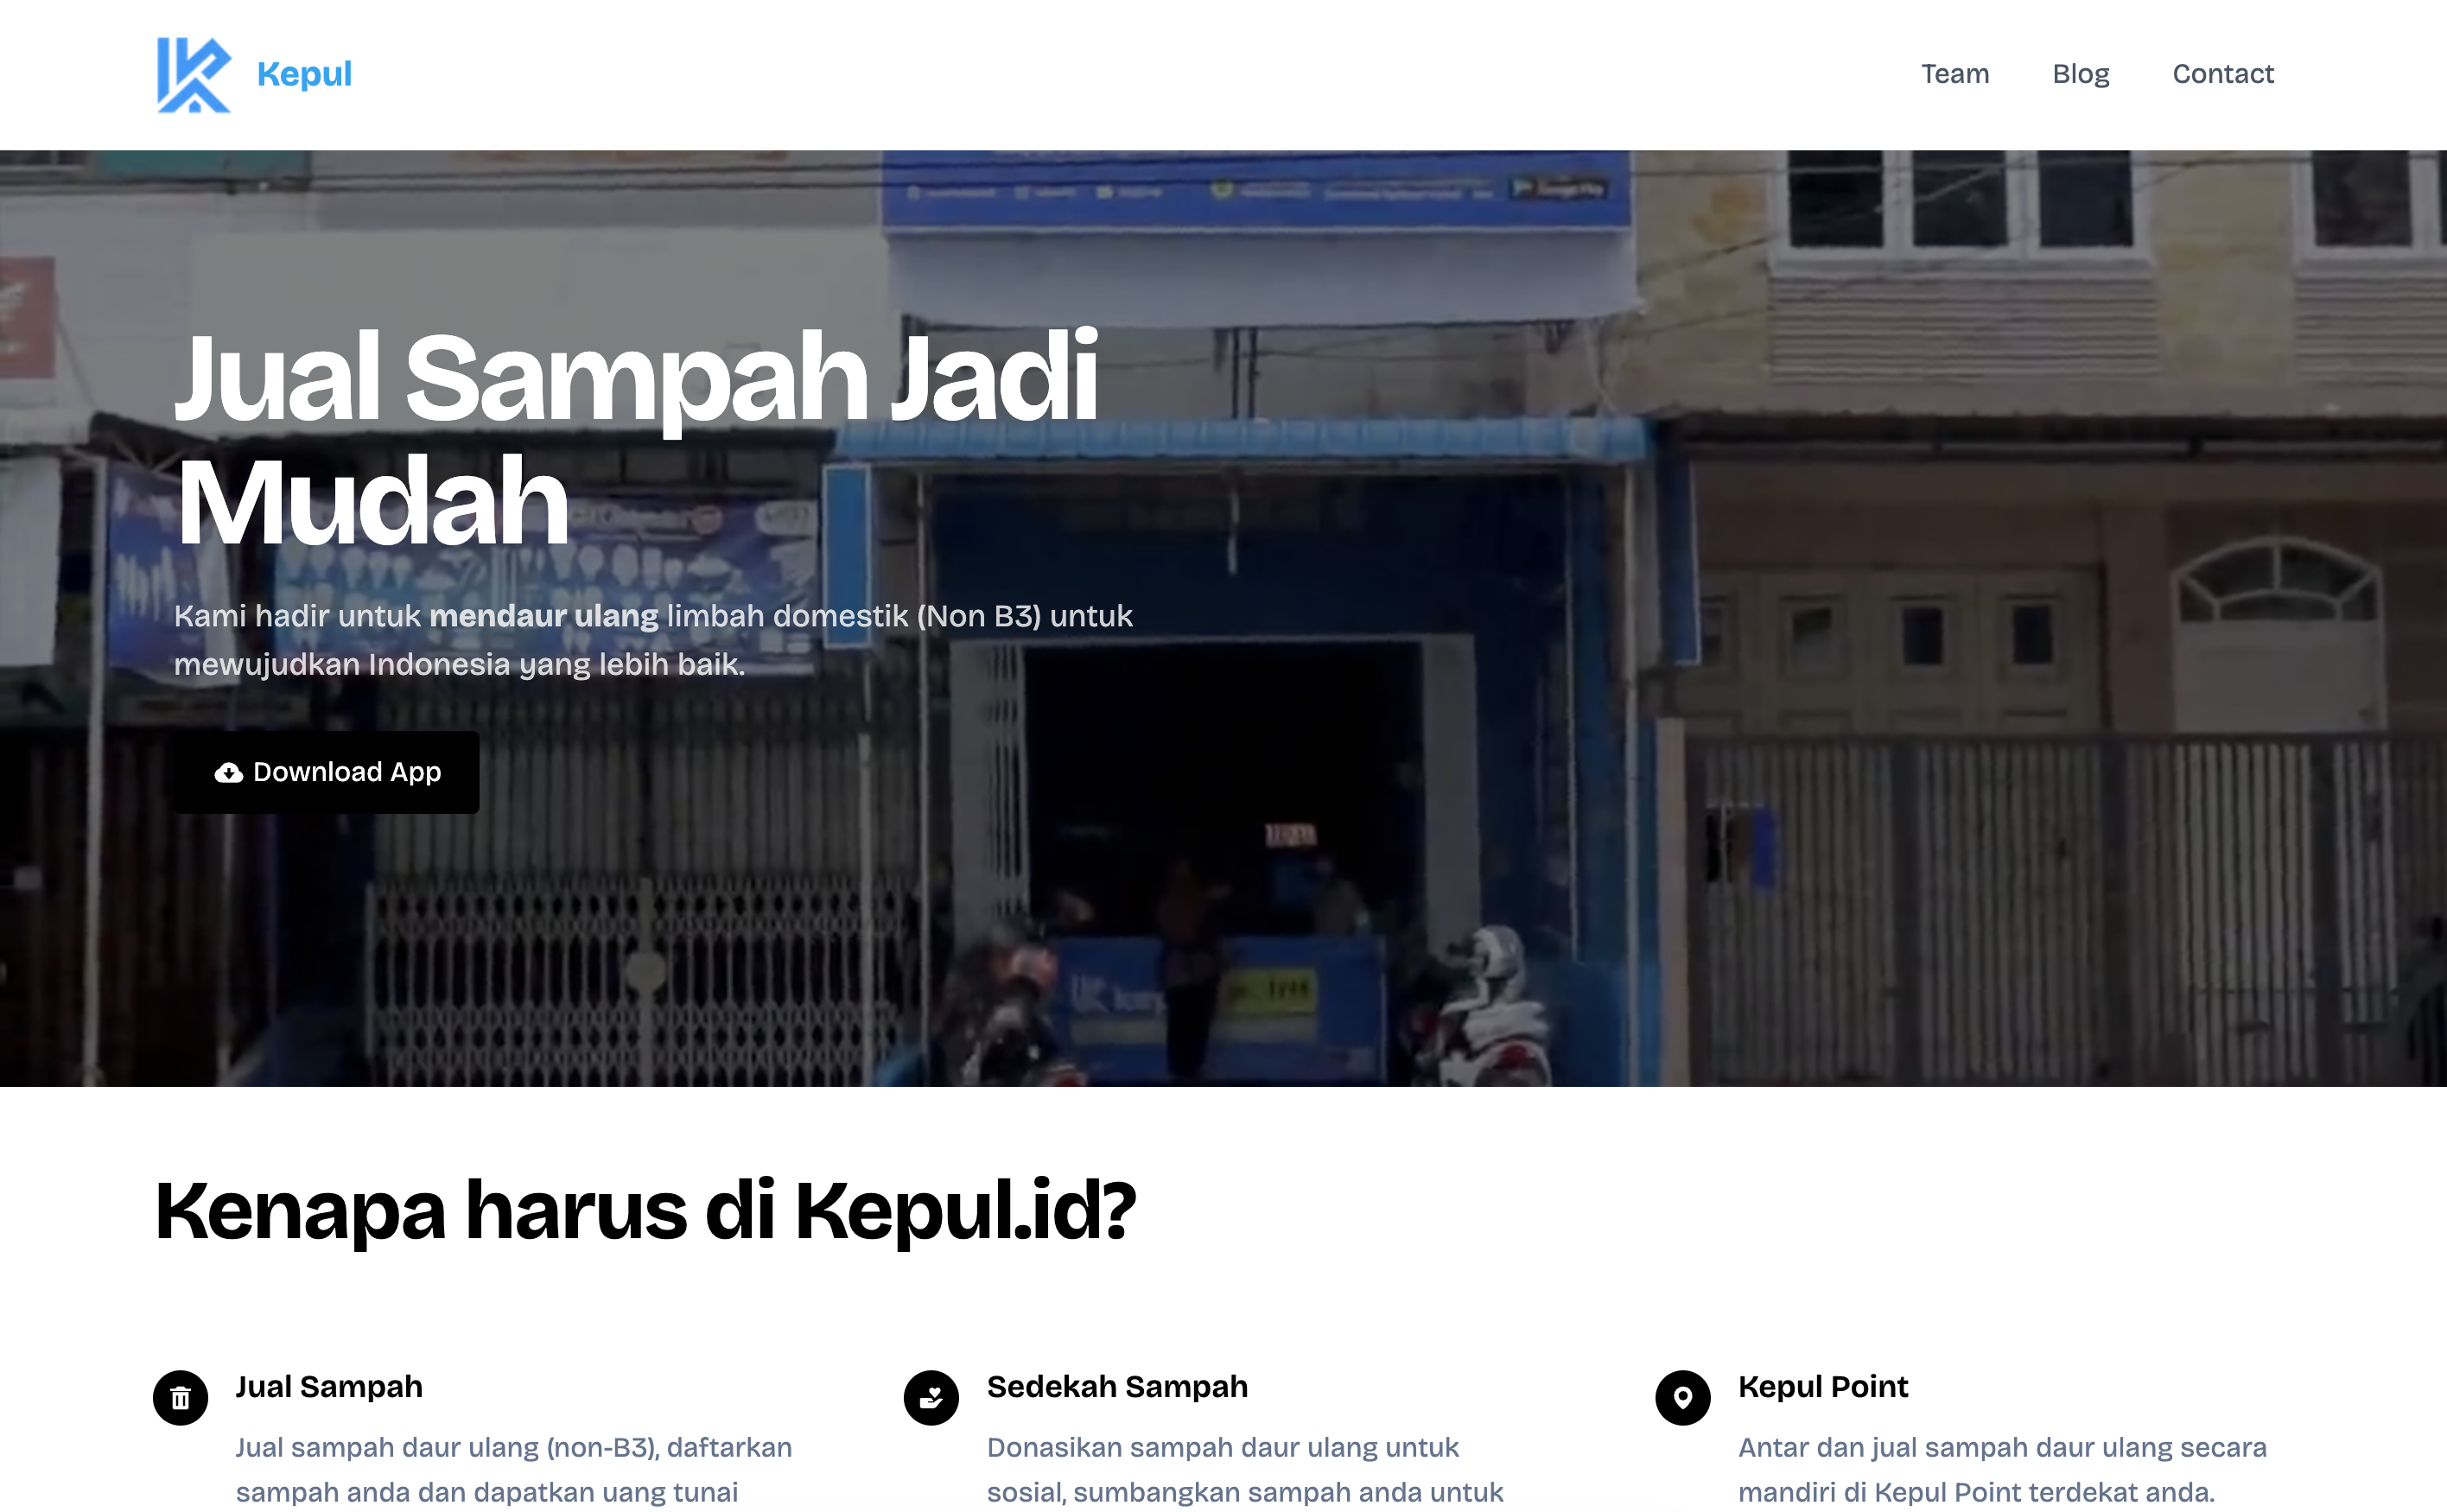 Kepul
Team
Blog
Contact
Google Play
Jual Sampah Jadi
Mudah
Kami hadir untuk mendaur ulang limbah domestik (Non B3) untuk
mewujudkan Indonesia yang lebih baik.
Download App
Kenapa harus di Kepul.id?
Jual Sampah
Jual sampah daur ulang (non-B3), daftarkan
sampah anda dan dapatkan uang tunai
Sedekah Sampah
Donasikan sampah daur ulang untuk
sosial, sumbangkan sampah anda untuk
Kepul Point
Antar dan jual sampah daur ulang secara
mandiri di Kepul Point terdekat anda.